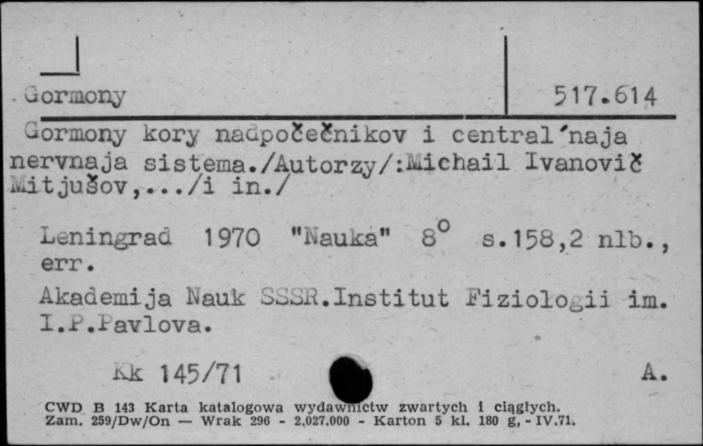 Gormony 517.614
Gormony kory nadpočečnikov i central'naja
nervnaja sistema./Autorzy/:Michail Ivanovič
Mitjušov,.../i in./
Leningrad 1970 "Nauka" 8° s.158,2 nlb.,
err.
Akademija Nauk SSSR.Institut Fiziologii im.
I.P.Pavlova.
Kk 145/71 A.
CWD B 143 Karta katalogowa wydawnictw zwartych i ciągłych.
Zam. 259/Dw/On — Wrak 296 - 2,027.000 - Karton 5 kl. 180 g, - IV.71.